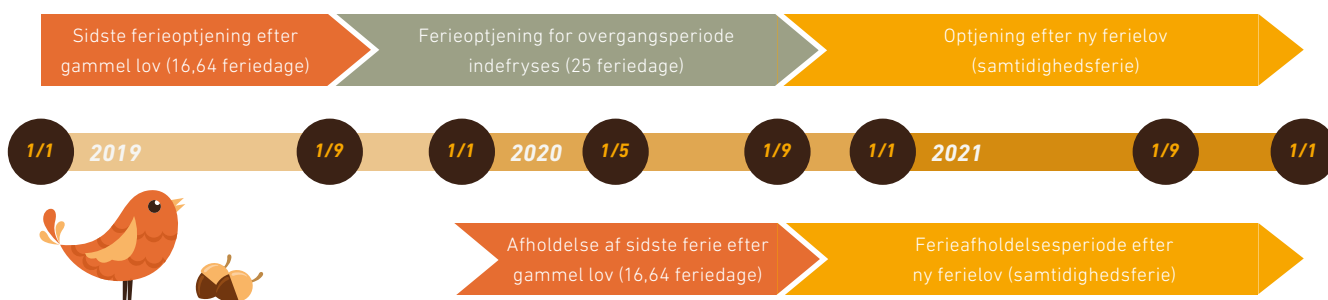 Sidste ferieoptjening efter
gammel lov (16,64 feriedage)
Ferieoptjening for overgangsperiode
indefryses (25 feriedage)
Optjening efter ny ferielov
(samtidighedsferie)
1/1 2019 1/9 1/1 2020 1/5 1/9 1/1 2021 1/9 1/1
Afholdelse af sidste ferie efter
gammel lov (16,64 feriedage)
Ferieafholdelsesperiode efter
ny ferielov (samtidighedsferie)